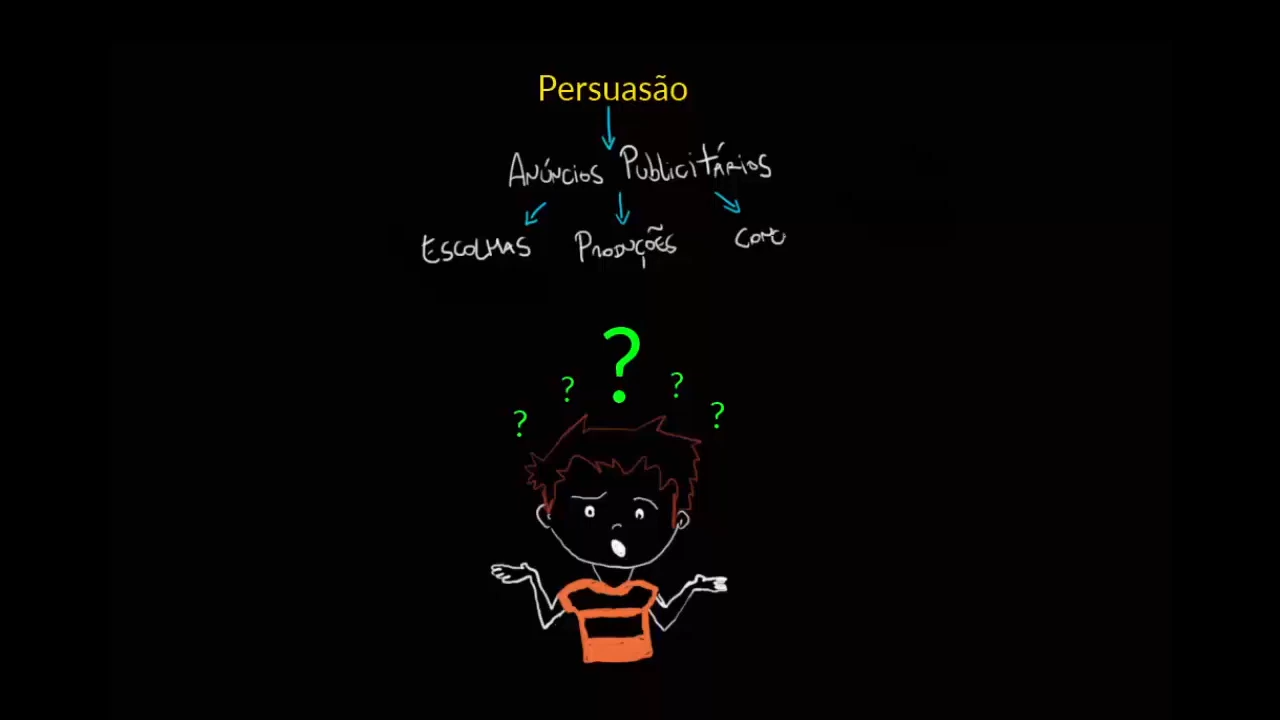 Persuasão
ANÚNCIOS PUBLICITÁRIOS
ESCOLHAS PRODUÇÕES
?
? ?
? ?